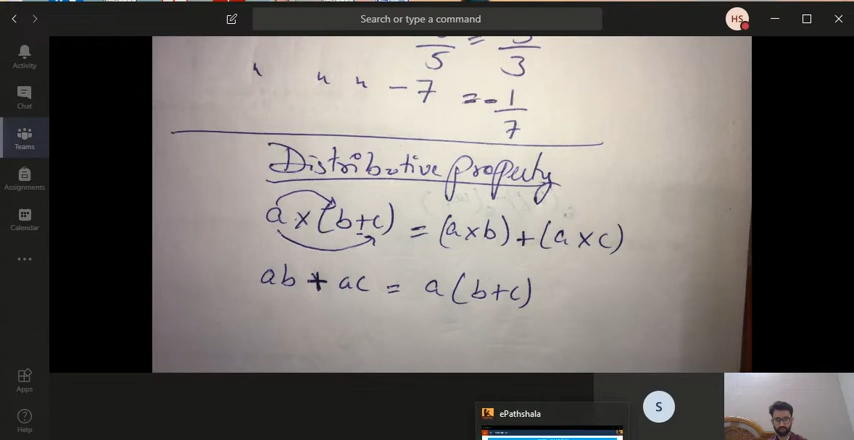 Search or type a command
HS
Activity
Chat
Teams
Assignments
Calendar
Apps
Help
5 = 3
" " " - 7 = - 1/7
Distributive property
a × (b+c) = (a×b) + (a×c)
ab + ac = a(b+c)
ePathshala
S